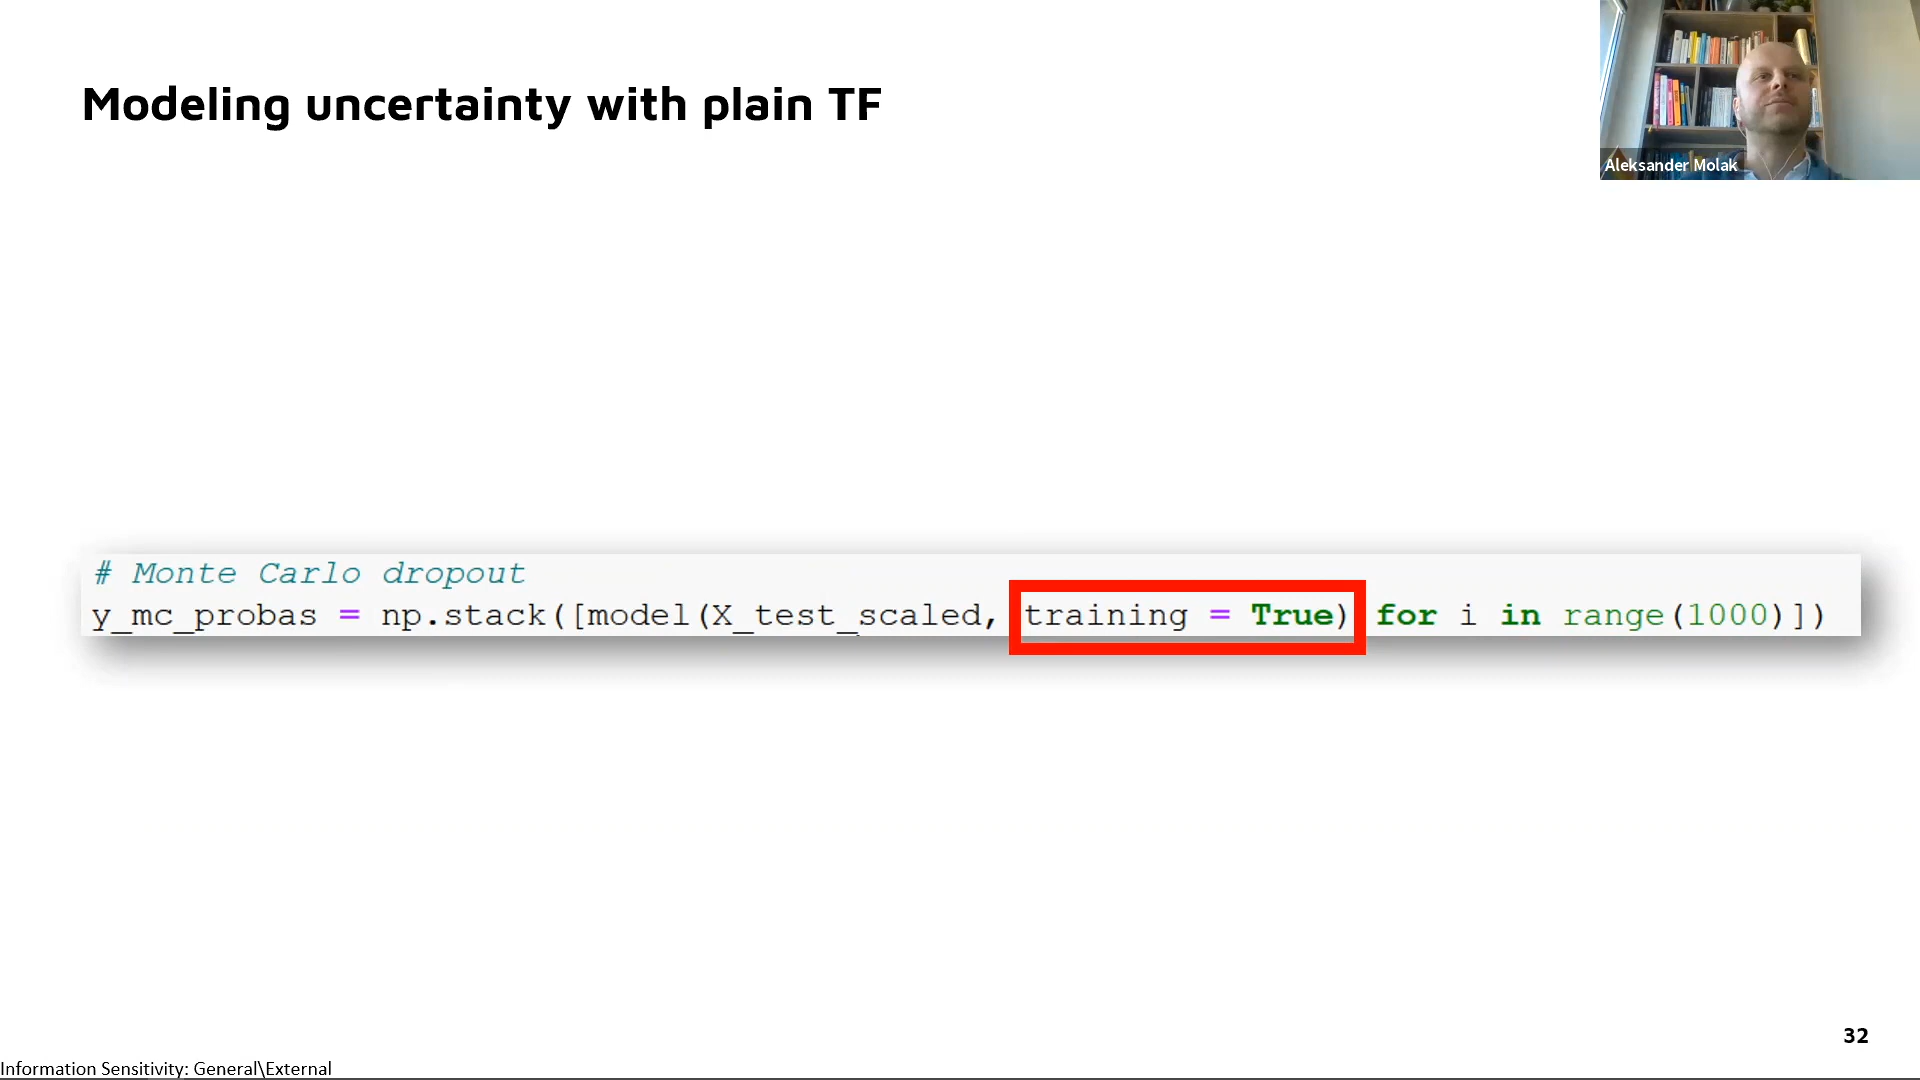 Modeling uncertainty with plain TF
Aleksander Molak
# Monte Carlo dropout
y_mc_probas = np.stack([model(X_test_scaled, training = True) for i in range(1000)])
32
Information Sensitivity: General\External